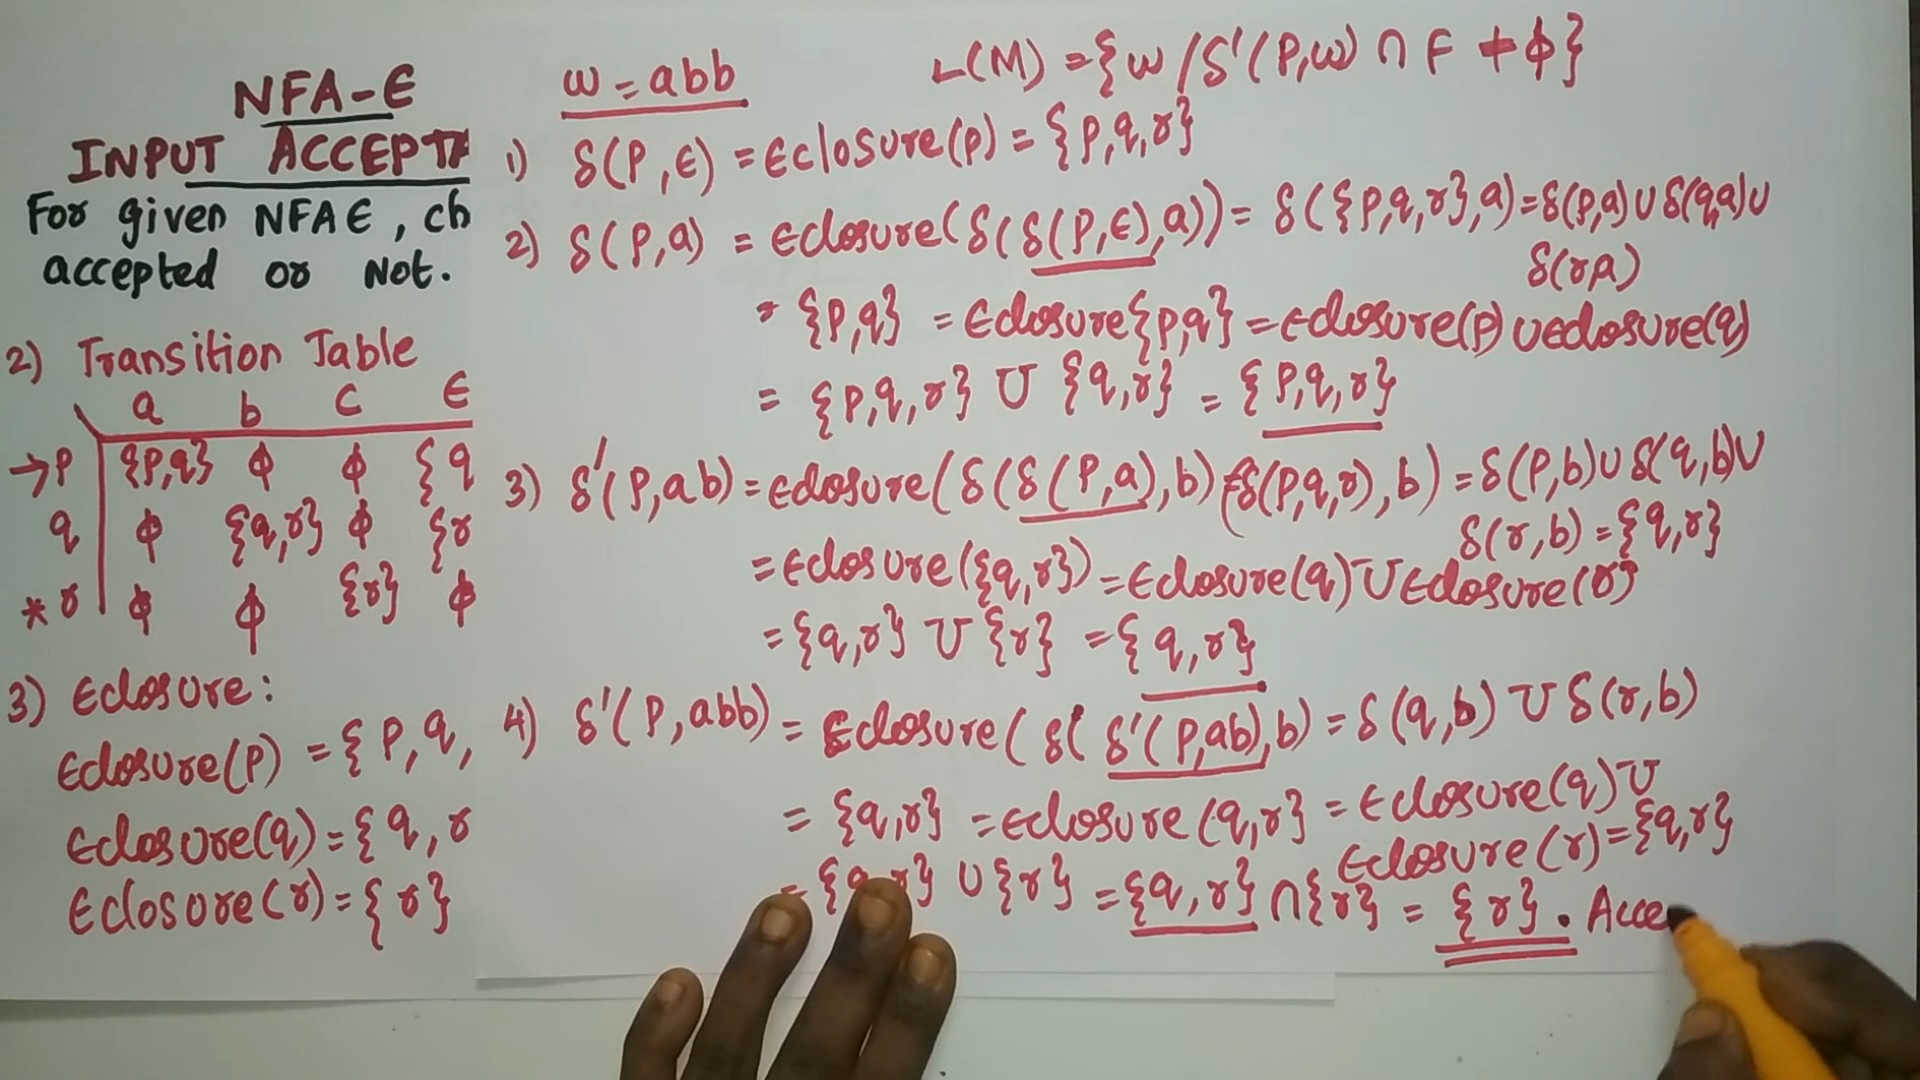 NFA-ϵ
INPUT ACCEPTA
For given NFAϵ, ch
accepted or Not.
2) Transition Table
a b c ϵ
→p {p,q} ϕ ϕ {q
q ϕ {q,r} ϕ {r
*r ϕ ϕ {r} ϕ
3) ϵclosure:
ϵclosure(p) = {p,q,
ϵclosure(q) = {q,r
ϵclosure(r) = {r}
w = abb
L(M) = {w / δ'(p,w) ∩ F ≠ ϕ}
1) δ(p,ϵ) = ϵclosure(p) = {p,q,r}
2) δ(p,a) = ϵclosure(δ(δ(p,ϵ),a)) = δ({p,q,r},a) = δ(p,a) ∪ δ(q,a) ∪
δ(r,a)
= {p,q} = ϵclosure{p,q} = ϵclosure(p) ∪ ϵclosure(q)
= {p,q,r} ∪ {q,r} = {p,q,r}
3) δ'(p,ab) = ϵclosure(δ(δ(p,a),b) = δ(p,q,r),b) = δ(p,b) ∪ δ(q,b) ∪
δ(r,b) = {q,r}
= ϵclosure({q,r}) = ϵclosure(q) ∪ ϵclosure(r)
= {q,r} ∪ {r} = {q,r}
4) δ'(p,abb) = ϵclosure(δ(δ'(p,ab),b) = δ(q,b) ∪ δ(r,b)
= {q,r} = ϵclosure(q,r} = ϵclosure(q) ∪
ϵclosure(r) = {q,r}
= {q,r} ∪ {r} = {q,r} ∩ {r} = {r}. Acce